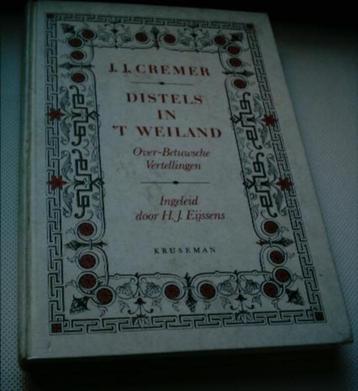 J. J. CREMER
DISTELS
IN
'T WEILAND
Over-Betuwsche
Vertellingen
Ingeleid
door H. J. Eijssens
KRUSEMAN